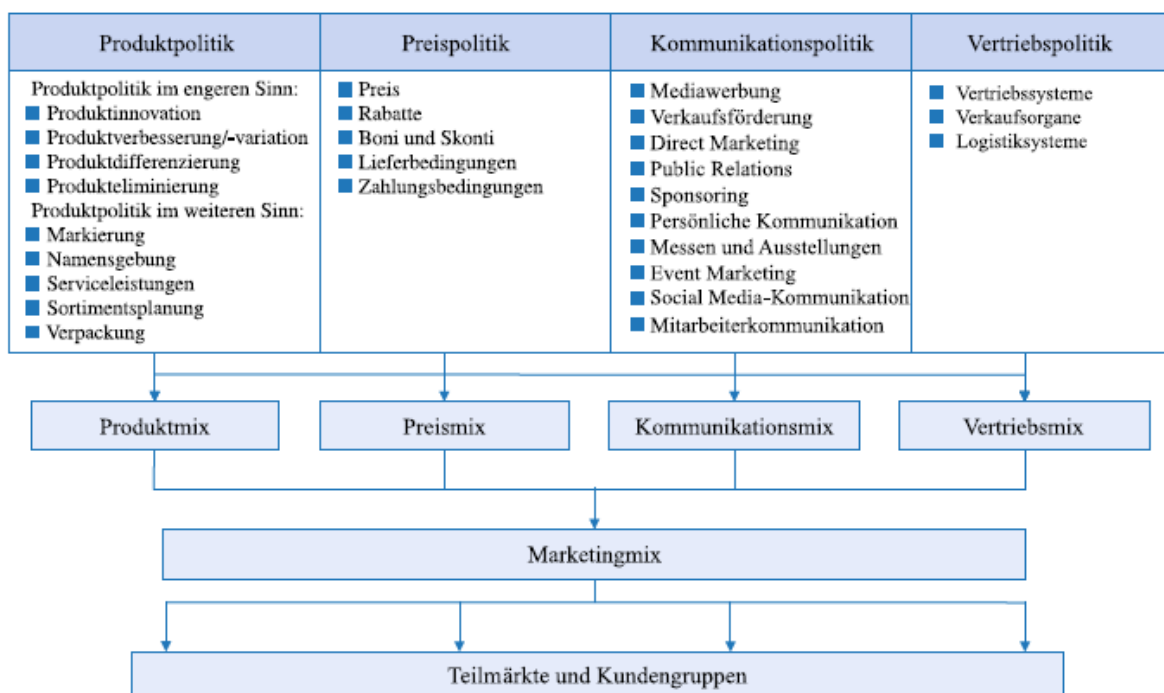 Produktpolitik
Produktpolitik im engeren Sinn:
Produktinnovation
Produktverbesserung/-variation
Produktdifferenzierung
Produkteliminierung
Produktpolitik im weiteren Sinn:
Markierung
Namensgebung
Serviceleistungen
Sortimentsplanung
Verpackung
Preispolitik
Preis
Rabatte
Boni und Skonti
Lieferbedingungen
Zahlungsbedingungen
Kommunikationspolitik
Mediawerbung
Verkaufsförderung
Direct Marketing
Public Relations
Sponsoring
Persönliche Kommunikation
Messen und Ausstellungen
Event Marketing
Social Media-Kommunikation
Mitarbeiterkommunikation
Vertriebspolitik
Vertriebssysteme
Verkaufsorgane
Logistiksysteme
Produktmix
Preismix
Kommunikationsmix
Vertriebsmix
Marketingmix
Teilmärkte und Kundengruppen